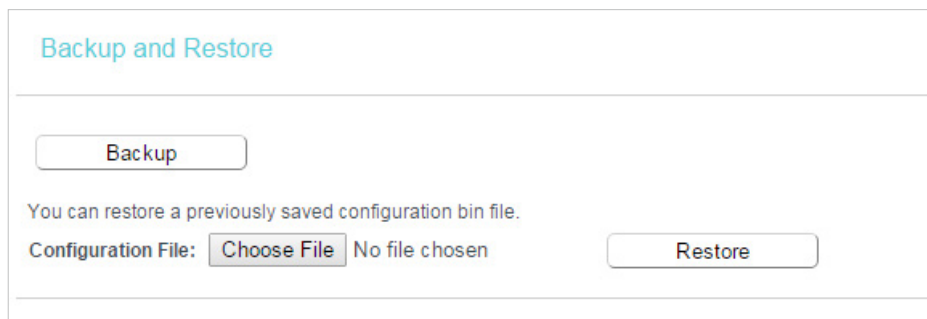 Backup and Restore
Backup
You can restore a previously saved configuration bin file.
Configuration File: Choose File No file chosen Restore